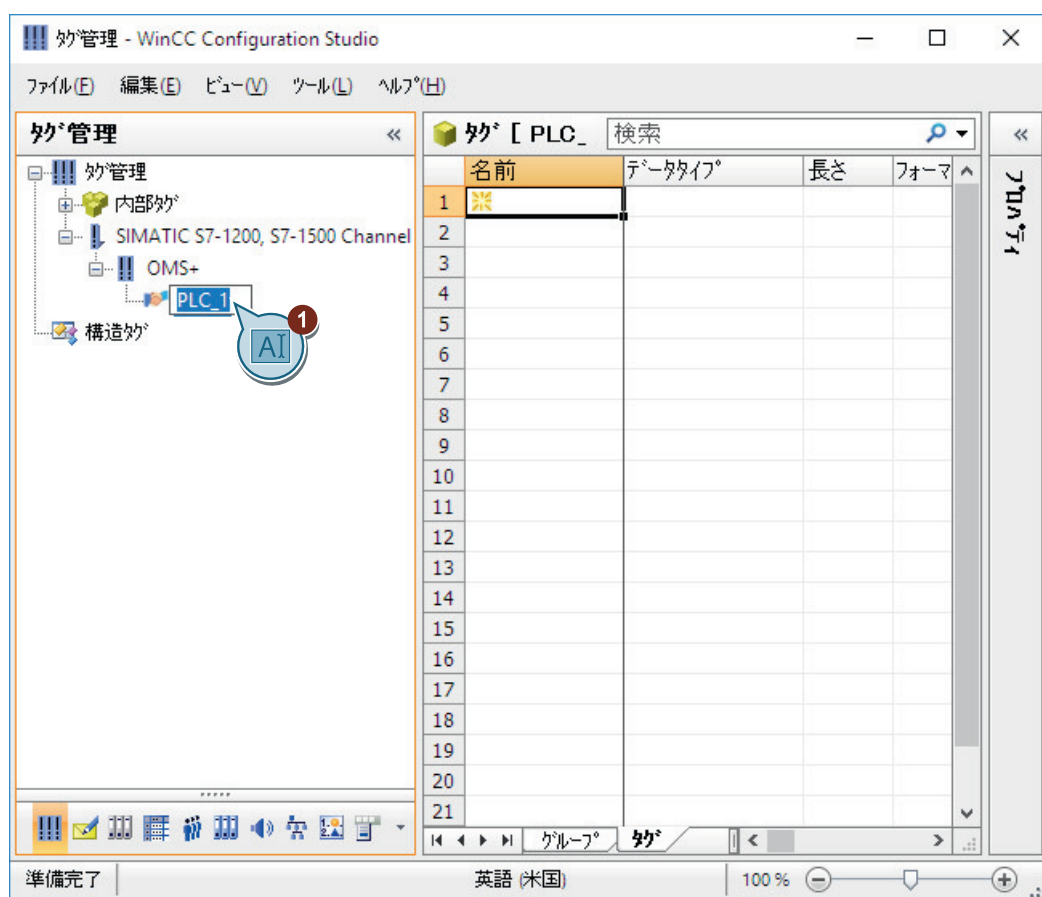 ﾀｸﾞ管理 - WinCC Configuration Studio
ﾌｧｲﾙ(F) 編集(E) ﾋﾞｭｰ(V) ﾂｰﾙ(L) ﾍﾙﾌﾟ(H)
ﾀｸﾞ管理 «
ﾀｸﾞ管理
内部ﾀｸﾞ
SIMATIC S7-1200, S7-1500 Channel
OMS+
PLC_1
構造ﾀｸﾞ
1
AI
ﾀｸﾞ [ PLC_ 検索
名前 ﾃﾞｰﾀﾀｲﾌﾟ 長さ ﾌｫｰﾏ
1
2
3
4
5
6
7
8
9
10
11
12
13
14
15
16
17
18
19
20
21
ｸﾞﾙｰﾌﾟ ﾀｸﾞ
«
ﾌﾟﾛﾊﾟﾃｨ
準備完了 英語 (米国) 100 %